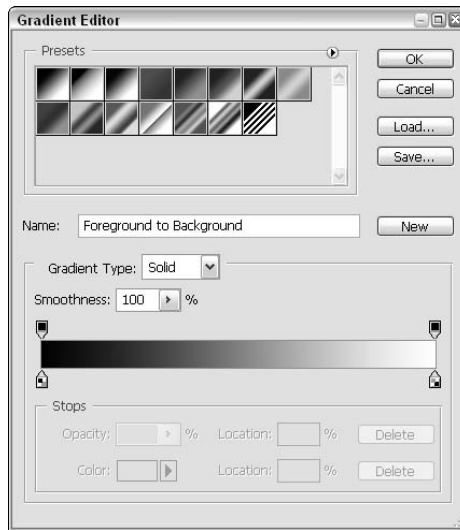 Gradient Editor
Presets
OK
Cancel
Load...
Save...
Name: Foreground to Background
New
Gradient Type: Solid
Smoothness: 100 %
Stops
Opacity: % Location: % Delete
Color: Location: % Delete